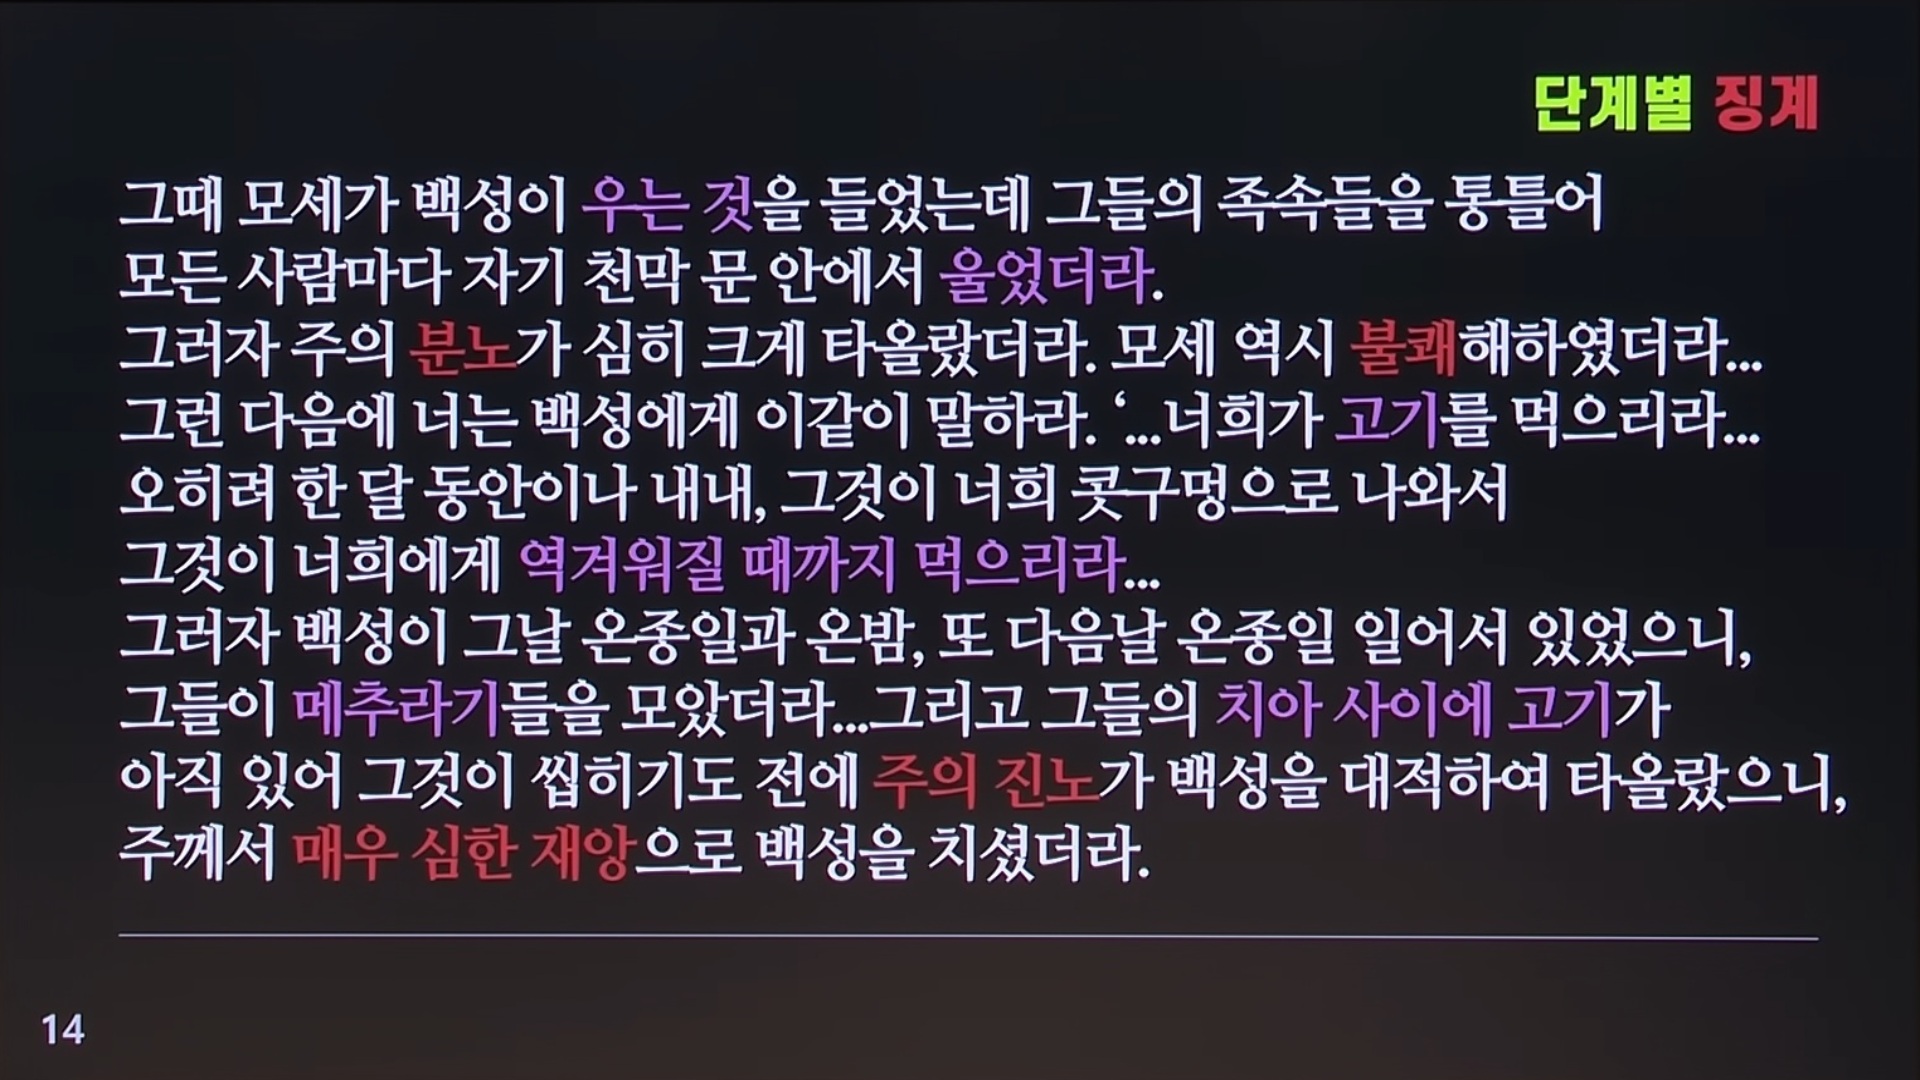 단계별 징계
그때 모세가 백성이 우는 것을 들었는데 그들의 족속들을 통틀어
모든 사람마다 자기 천막 문 안에서 울었더라.
그러자 주의 분노가 심히 크게 타올랐더라. 모세 역시 불쾌해하였더라...
그런 다음에 너는 백성에게 이같이 말하라. ‘...너희가 고기를 먹으리라...
오히려 한 달 동안이나 내내, 그것이 너희 콧구멍으로 나와서
그것이 너희에게 역겨워질 때까지 먹으리라...
그러자 백성이 그날 온종일과 온밤, 또 다음날 온종일 일어서 있었으니,
그들이 메추라기들을 모았더라...그리고 그들의 치아 사이에 고기가
아직 있어 그것이 씹히기도 전에 주의 진노가 백성을 대적하여 타올랐으니,
주께서 매우 심한 재앙으로 백성을 치셨더라.
14